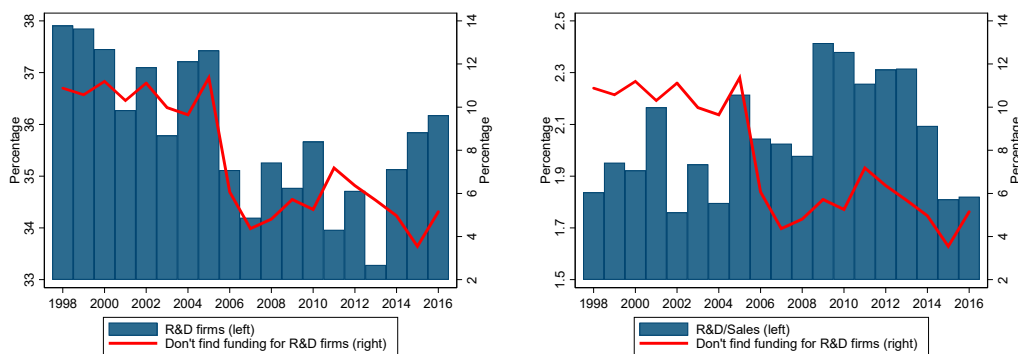 38
37
36
35
34
33
Percentage
14
12
10
8
6
4
2
Percentage
1998 2000 2002 2004 2006 2008 2010 2012 2014 2016
R&D firms (left)
Don't find funding for R&D firms (right)
2.5
2.3
2.1
1.9
1.7
1.5
Percentage
14
12
10
8
6
4
2
Percentage
1998 2000 2002 2004 2006 2008 2010 2012 2014 2016
R&D/Sales (left)
Don't find funding for R&D firms (right)